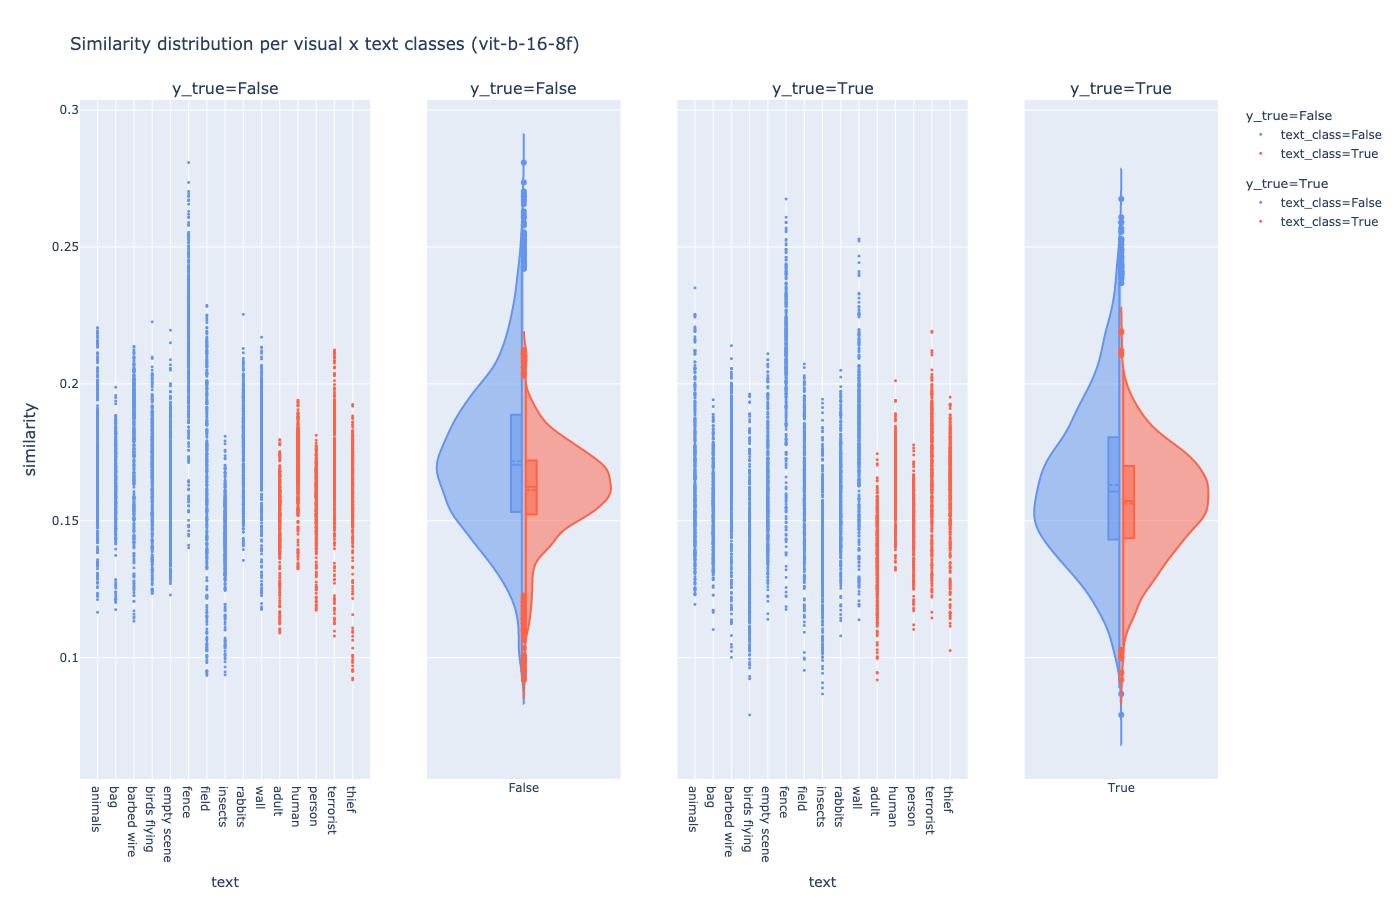 Similarity distribution per visual x text classes (vit-b-16-8f)
y_true=False
y_true=False
y_true=True
y_true=True
0.3
0.25
0.2
0.15
0.1
similarity
animals
bag
barbed wire
birds flying
empty scene
fence
field
insects
rabbits
wall
adult
human
person
terrorist
thief
text
False
animals
bag
barbed wire
birds flying
empty scene
fence
field
insects
rabbits
wall
adult
human
person
terrorist
thief
text
True
y_true=False
text_class=False
text_class=True
y_true=True
text_class=False
text_class=True